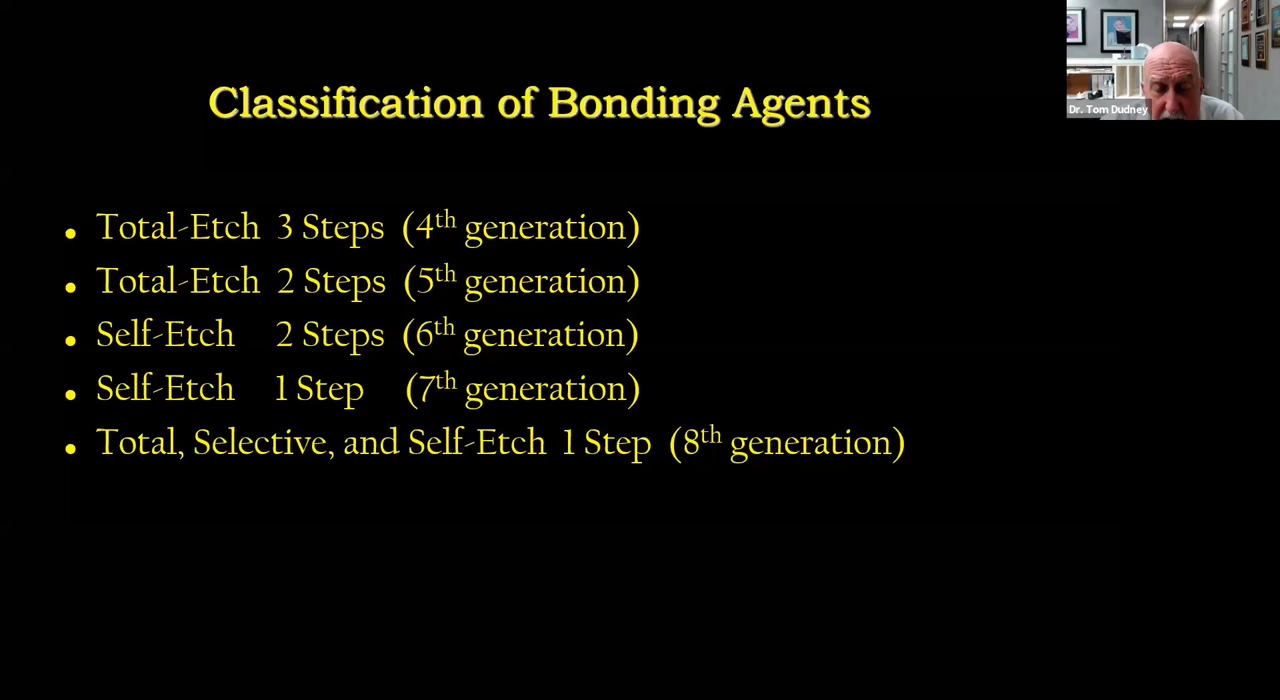 Classification of Bonding Agents
Dr. Tom Dudney
• Total-Etch 3 Steps (4th generation)
• Total-Etch 2 Steps (5th generation)
• Self-Etch 2 Steps (6th generation)
• Self-Etch 1 Step (7th generation)
• Total, Selective, and Self-Etch 1 Step (8th generation)